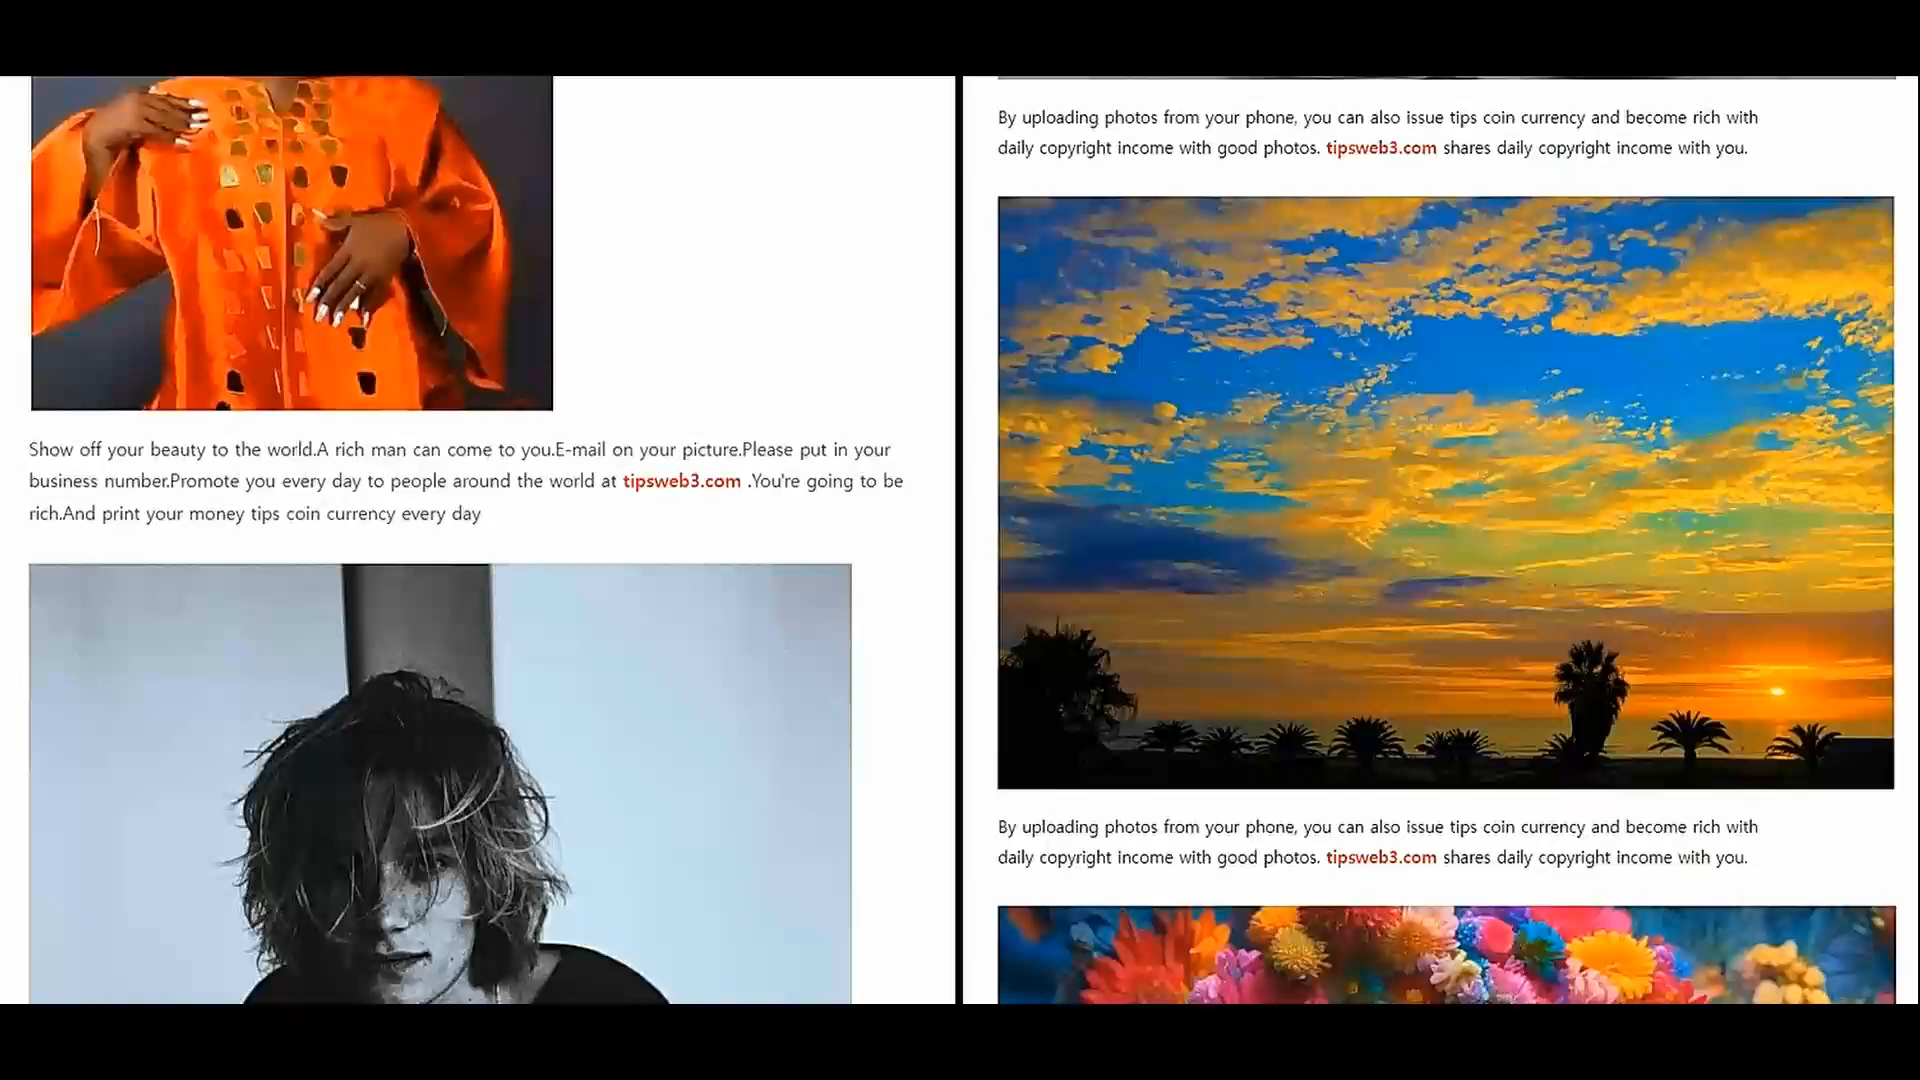 Show off your beauty to the world.A rich man can come to you.E-mail on your picture.Please put in your
business number.Promote you every day to people around the world at tipsweb3.com .You're going to be
rich.And print your money tips coin currency every day
By uploading photos from your phone, you can also issue tips coin currency and become rich with
daily copyright income with good photos. tipsweb3.com shares daily copyright income with you.
By uploading photos from your phone, you can also issue tips coin currency and become rich with
daily copyright income with good photos. tipsweb3.com shares daily copyright income with you.